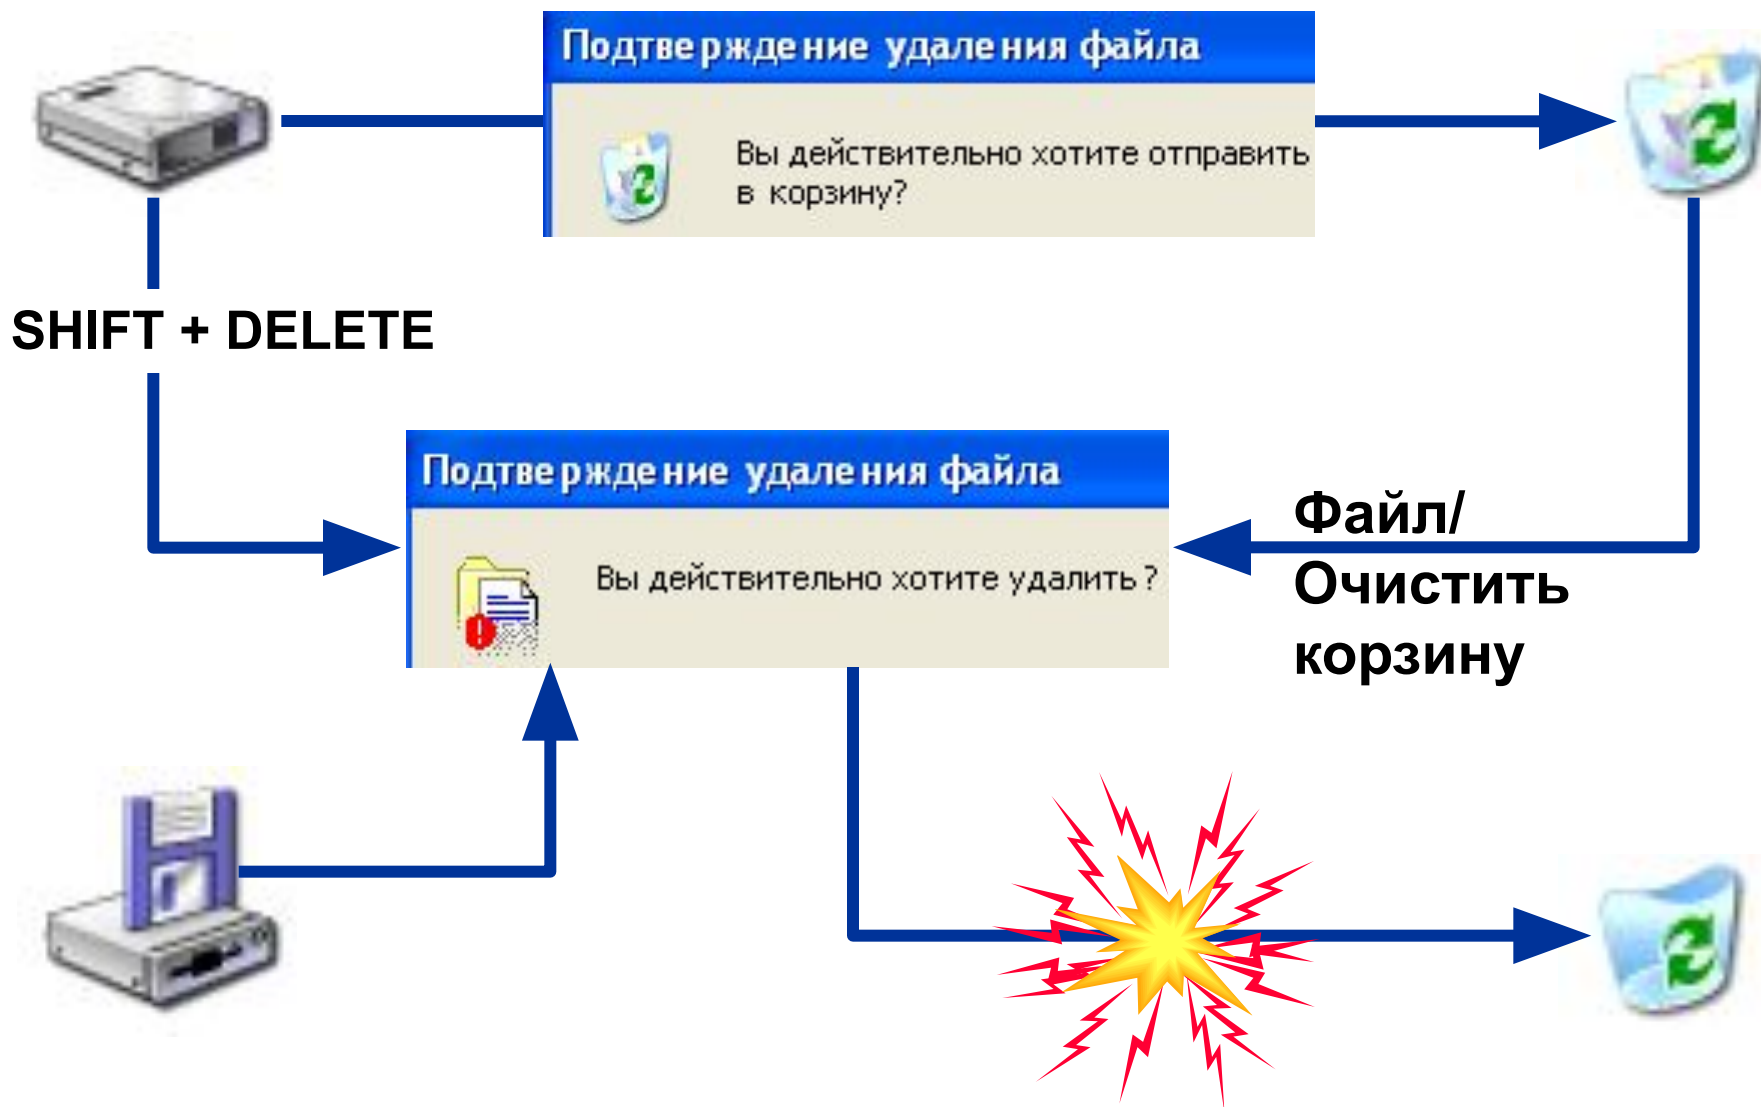 Подтверждение удаления файла
Вы действительно хотите отправить
в корзину?
SHIFT + DELETE
Подтверждение удаления файла
Вы действительно хотите удалить ?
Файл/
Очистить
корзину